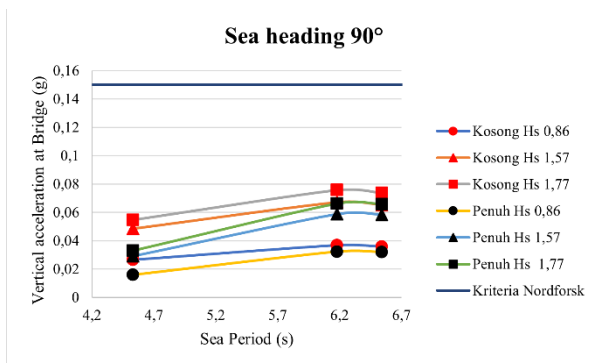 Sea heading 90°
Vertical acceleration at Bridge (g)
0,16
0,14
0,12
0,1
0,08
0,06
0,04
0,02
0
4,2 4,7 5,2 5,7 6,2 6,7
Sea Period (s)
Kosong Hs 0,86
Kosong Hs 1,57
Kosong Hs 1,77
Penuh Hs 0,86
Penuh Hs 1,57
Penuh Hs 1,77
Kriteria Nordforsk